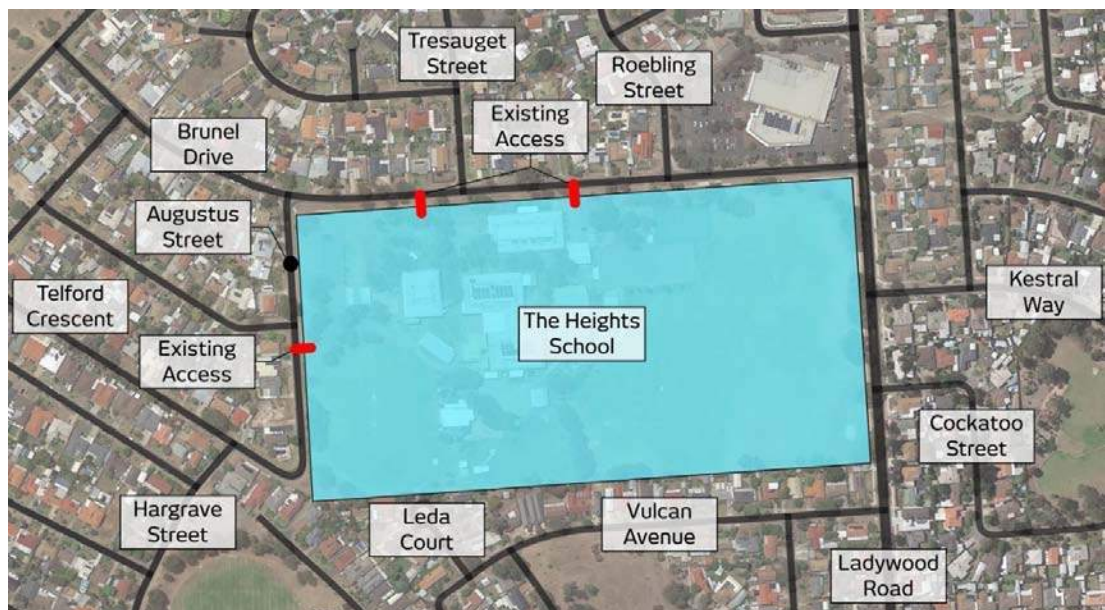 Tresauget
Street
Roebling
Street
Existing
Access
Brunel
Drive
Augustus
Street
Telford
Crescent
Kestral
Way
The Heights
School
Existing
Access
Cockatoo
Street
Hargrave
Street
Leda
Court
Vulcan
Avenue
Ladywood
Road